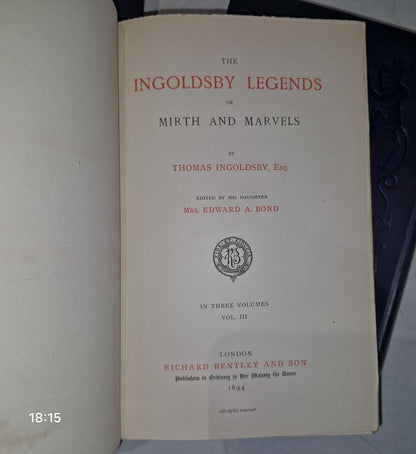 THE
INGOLDSBY LEGENDS
OR
MIRTH AND MARVELS
BY
THOMAS INGOLDSBY, Esq.
EDITED BY HIS DAUGHTER
Mrs. EDWARD A. BOND
IN THREE VOLUMES
VOL. III
LONDON
RICHARD BENTLEY AND SON
Publishers in Ordinary to Her Majesty the Queen
1894
All rights reserved
18:15